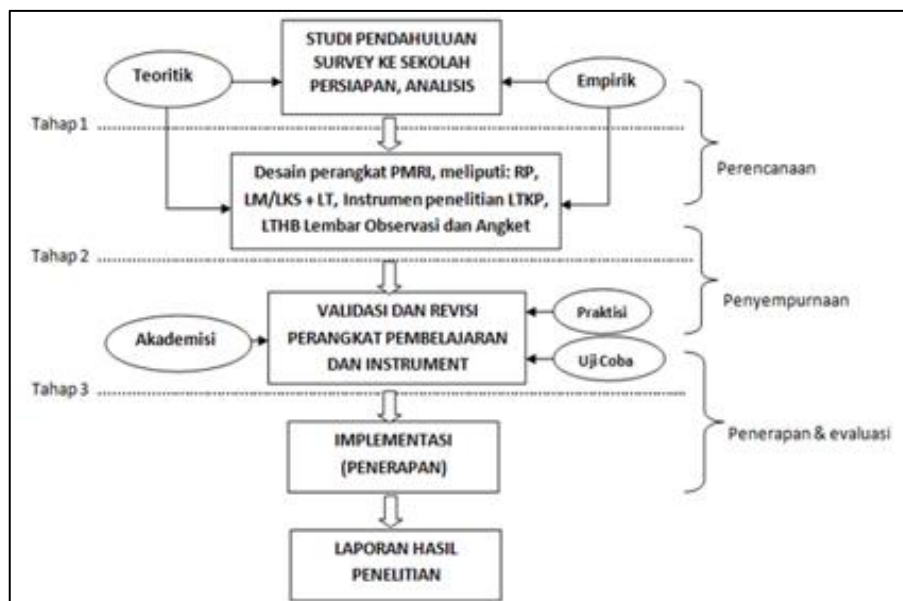 STUDI PENDAHULUAN
SURVEY KE SEKOLAH
PERSIAPAN, ANALISIS
Teoritik
Empirik
Tahap 1
Perencanaan
Desain perangkat PMRI, meliputi: RP,
LM/LKS + LT, Instrumen penelitian LTKP,
LTHB Lembar Observasi dan Angket
Tahap 2
Penyempurnaan
VALIDASI DAN REVISI
PERANGKAT PEMBELAJARAN
DAN INSTRUMENT
Akademisi
Praktisi
Uji Coba
Tahap 3
Penerapan & evaluasi
IMPLEMENTASI
(PENERAPAN)
LAPORAN HASIL
PENELITIAN